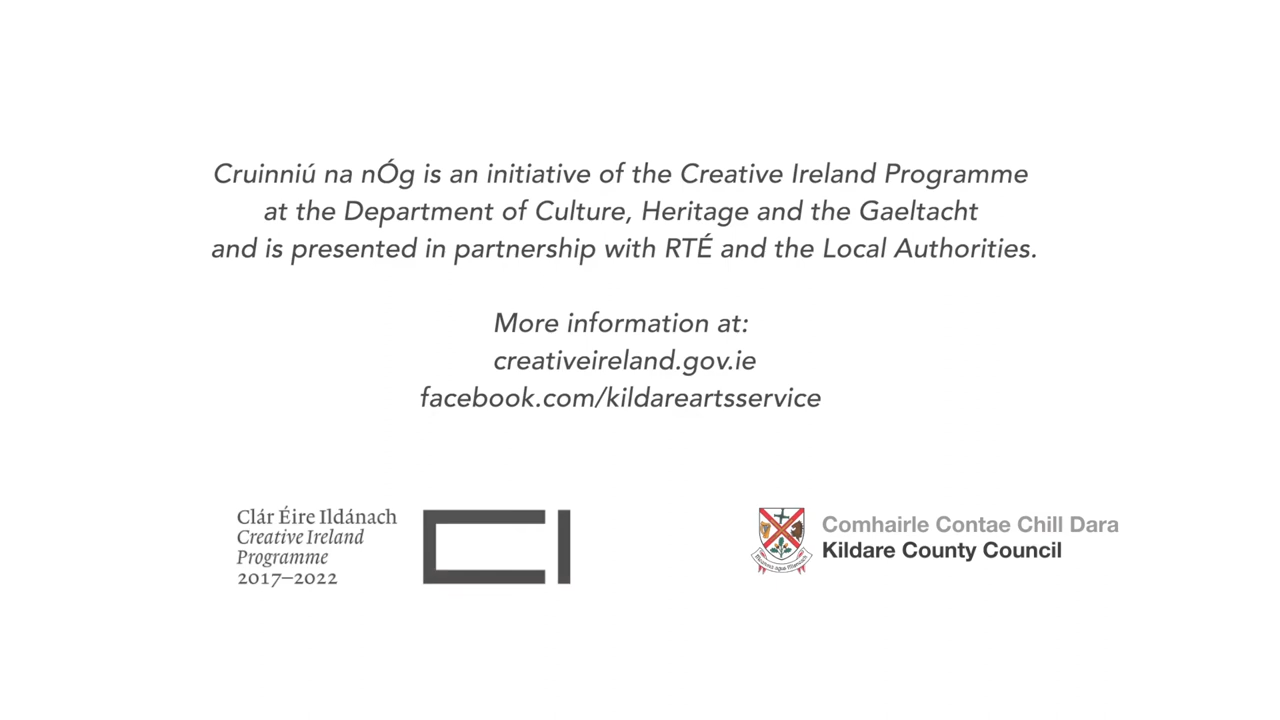 Cruinniú na nÓg is an initiative of the Creative Ireland Programme
at the Department of Culture, Heritage and the Gaeltacht
and is presented in partnership with RTÉ and the Local Authorities.
More information at:
creativeireland.gov.ie
facebook.com/kildareartsservice
Clár Éire Ildánach
Creative Ireland
Programme
2017–2022
CI
Comhairle Contae Chill Dara
Kildare County Council